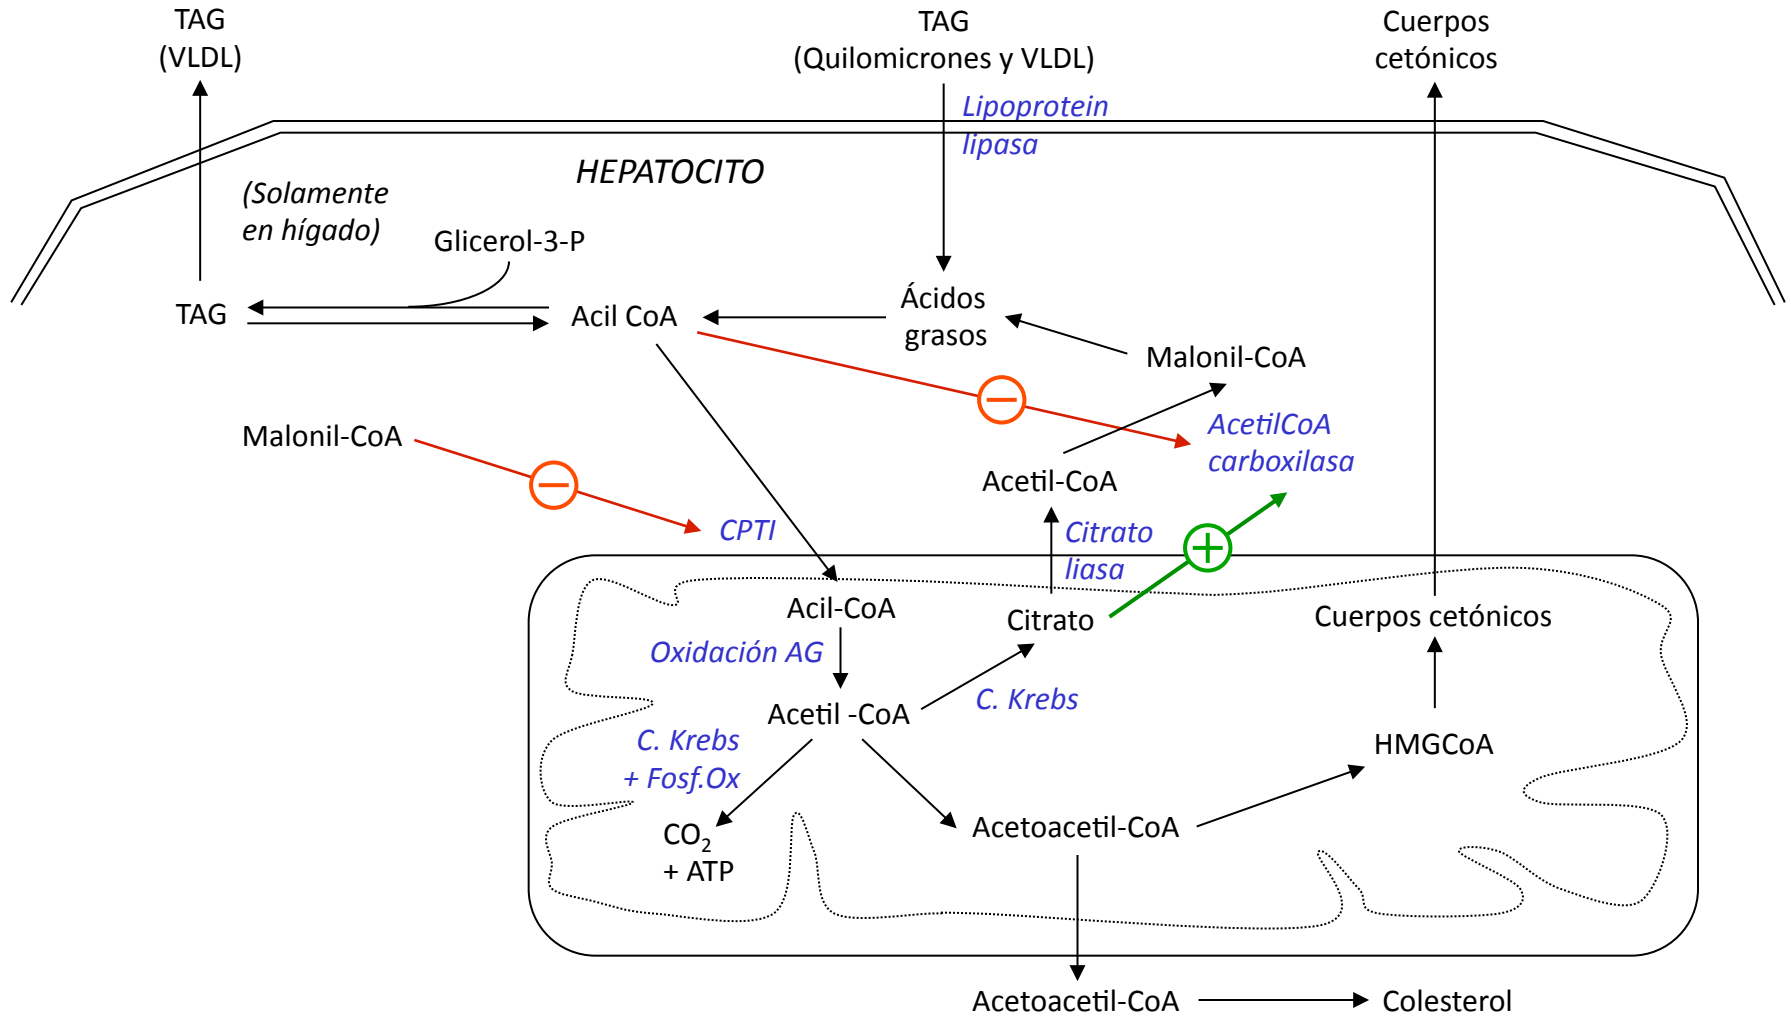 TAG
(VLDL)
TAG
(Quilomicrones y VLDL)
Cuerpos
cetónicos
Lipoprotein
lipasa
HEPATOCITO
(Solamente
en hígado)
Glicerol-3-P
TAG
Acil CoA
Ácidos
grasos
Malonil-CoA
Malonil-CoA
AcetilCoA
carboxilasa
Acetil-CoA
CPTI
Citrato
liasa
Acil-CoA
Citrato
Cuerpos cetónicos
Oxidación AG
Acetil -CoA
C. Krebs
C. Krebs
+ Fosf.Ox
HMGCoA
CO₂
+ ATP
Acetoacetil-CoA
Acetoacetil-CoA
Colesterol